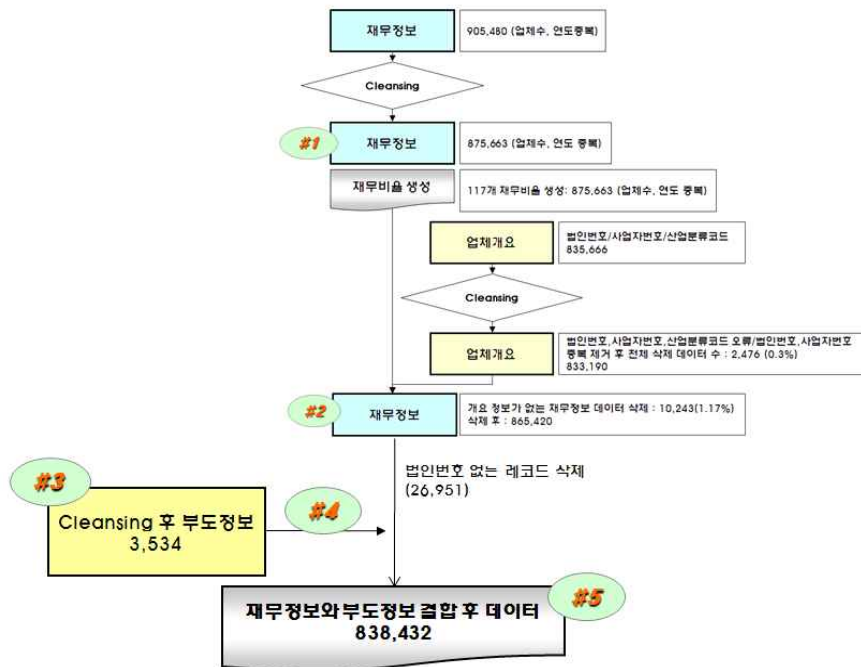 재무정보
905,480 (업체수, 연도중복)
Cleansing
#1
재무정보
875,663 (업체수, 연도 중복)
재무비율 생성
117개 재무비율 생성: 875,663 (업체수, 연도 중복)
업체개요
법인번호/사업자번호/산업분류코드
835,666
Cleansing
업체개요
법인번호,사업자번호,산업분류코드 오류/법인번호,사업자번호
중복 제거 후 전체 삭제 데이터 수 : 2,476 (0.3%)
833,190
#2
재무정보
개요 정보가 없는 재무정보 데이터 삭제 : 10,243(1.17%)
삭제 후 : 865,420
법인번호 없는 레코드 삭제
(26,951)
#3
Cleansing 후 부도정보
3,534
#4
#5
재무정보와 부도정보 결합 후 데이터
838,432